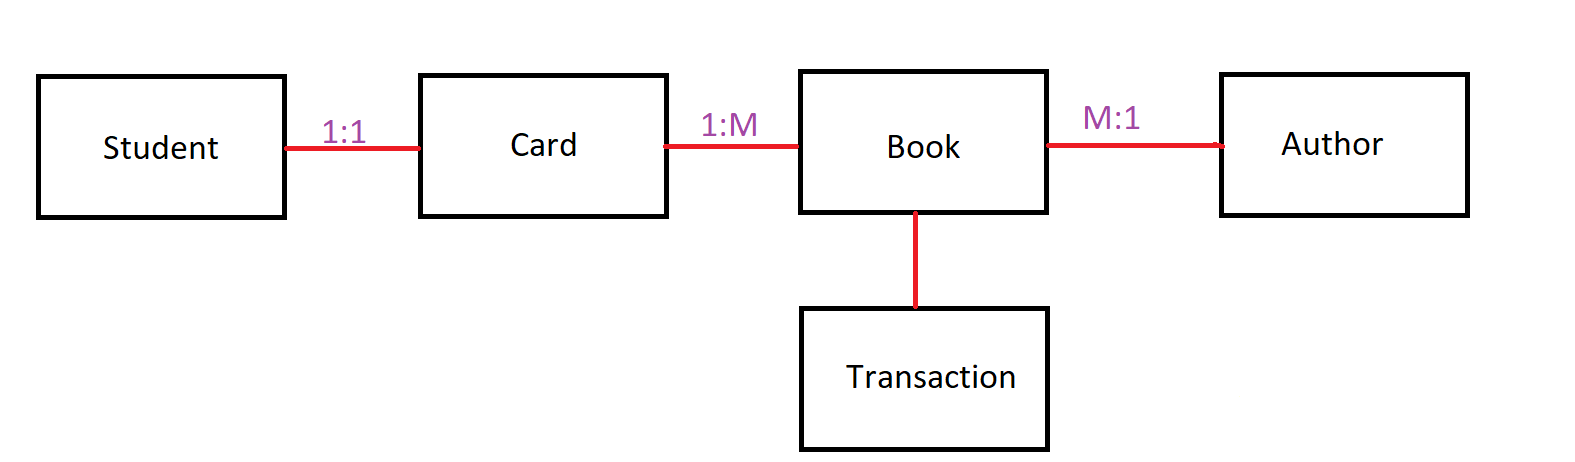 Student
1:1
Card
1:M
Book
M:1
Author
Transaction